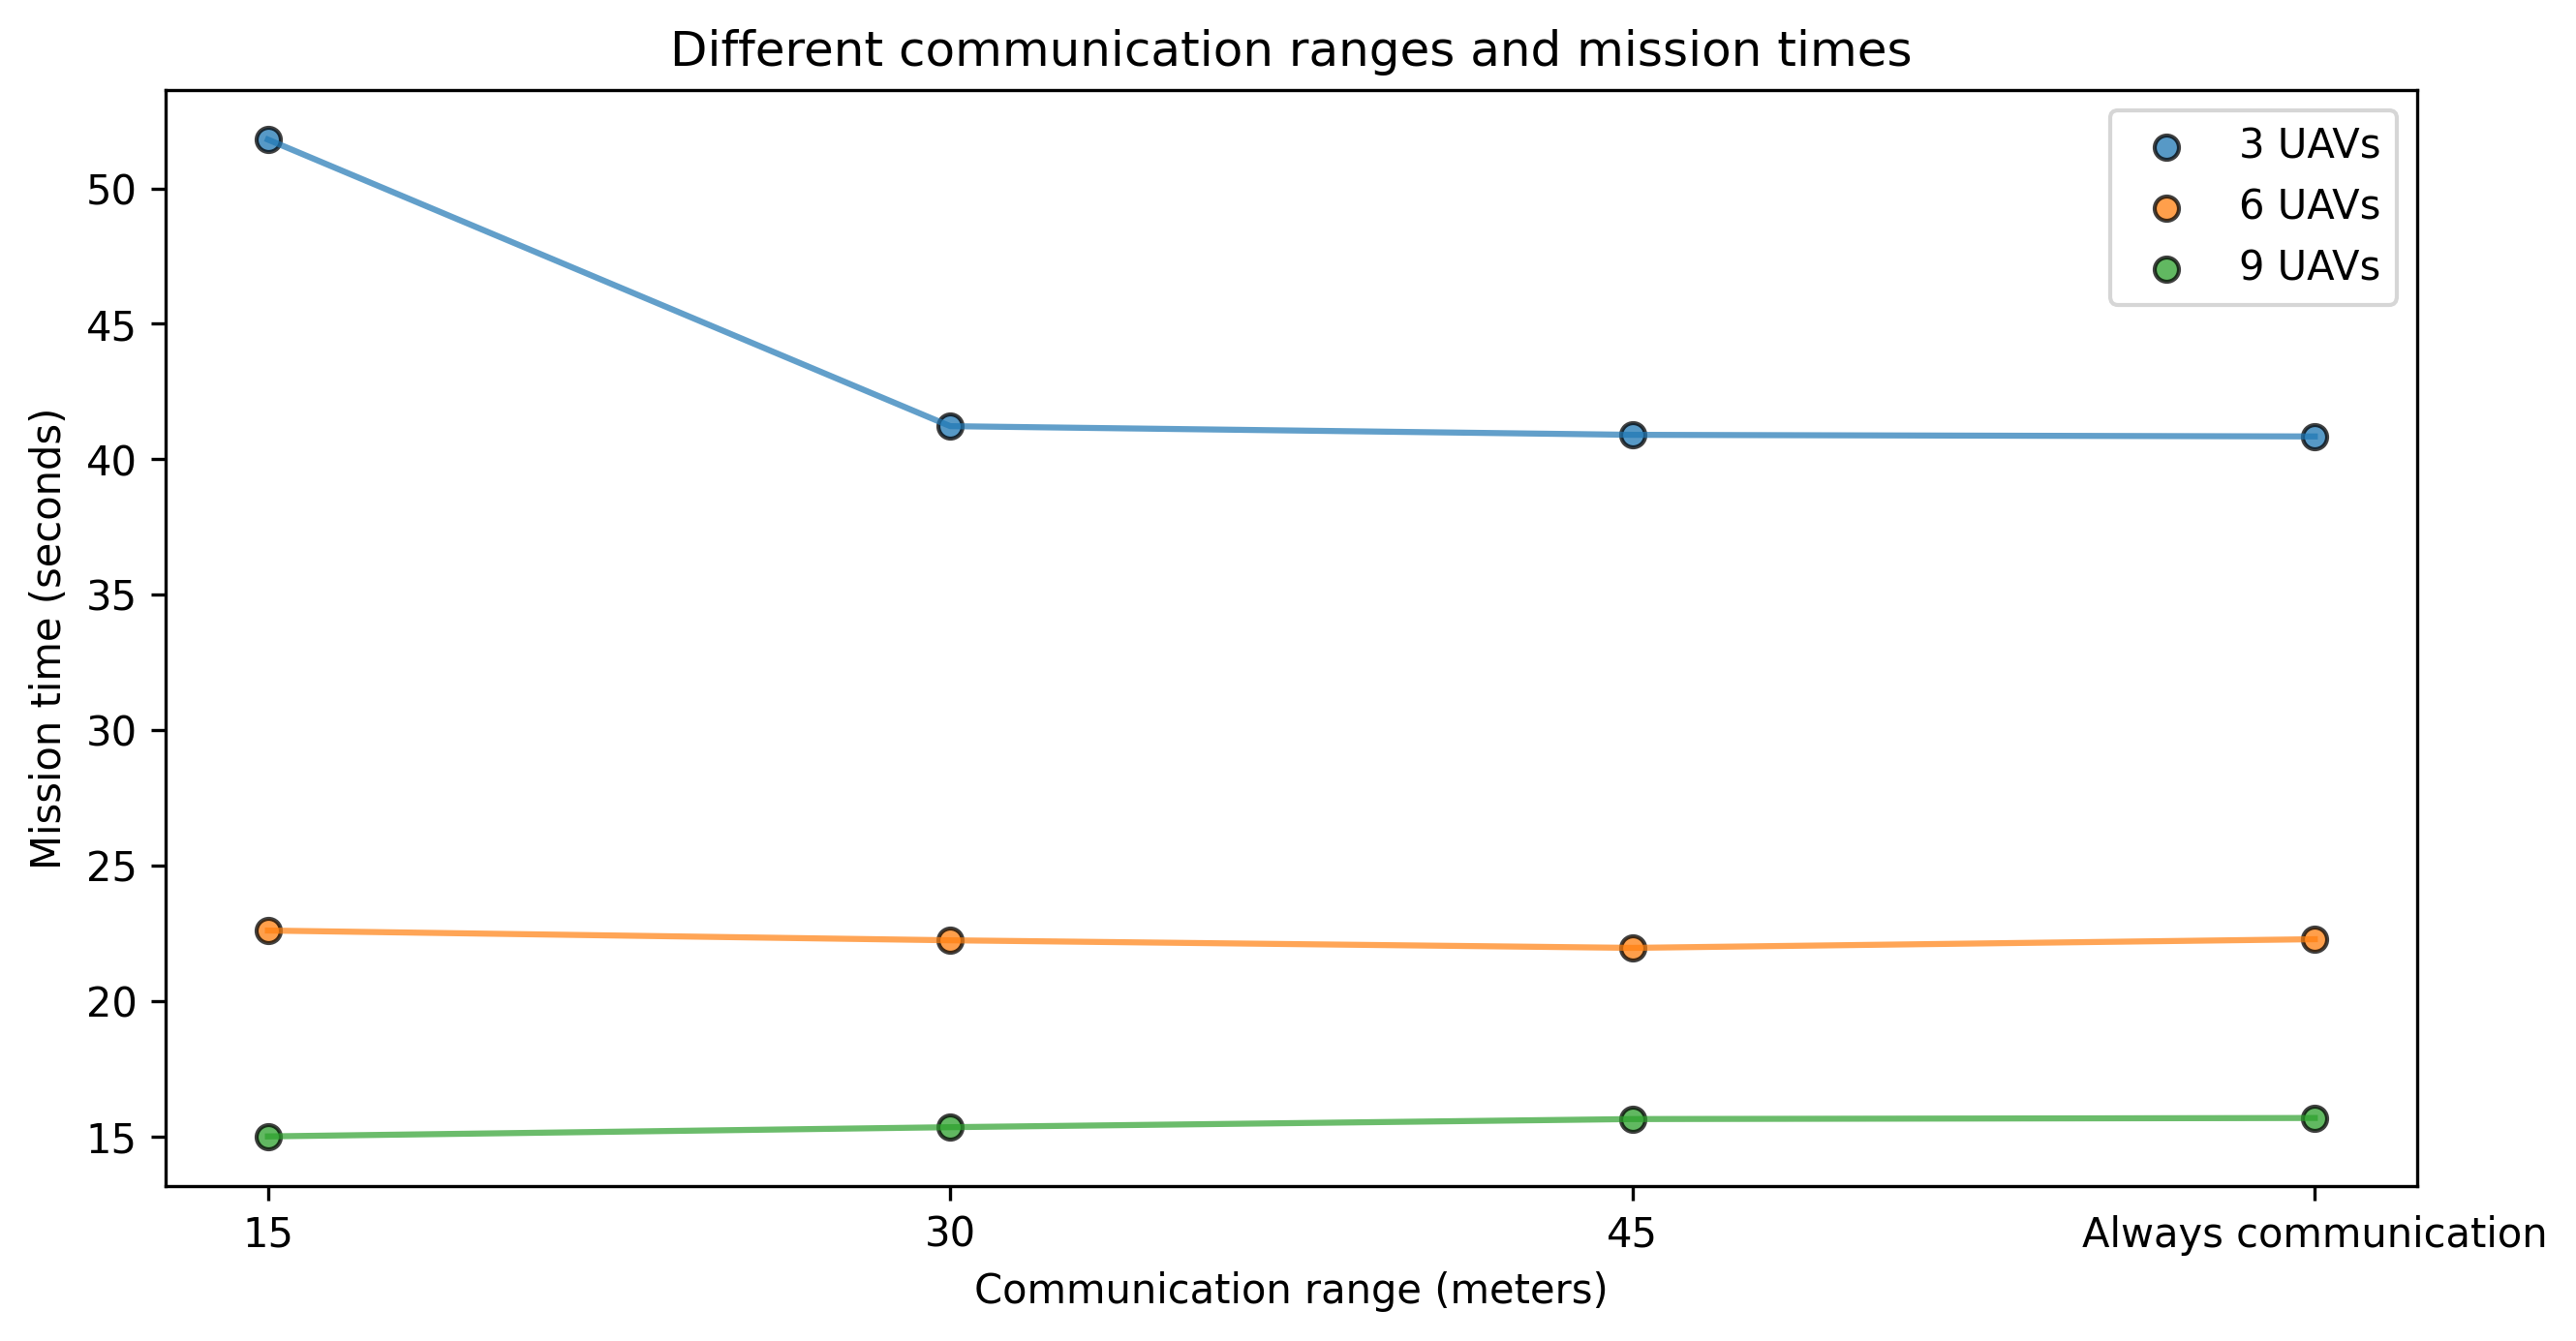 Different communication ranges and mission times
3 UAVs
6 UAVs
9 UAVs
Mission time (seconds)
50
45
40
35
30
25
20
15
15
30
45
Always communication
Communication range (meters)